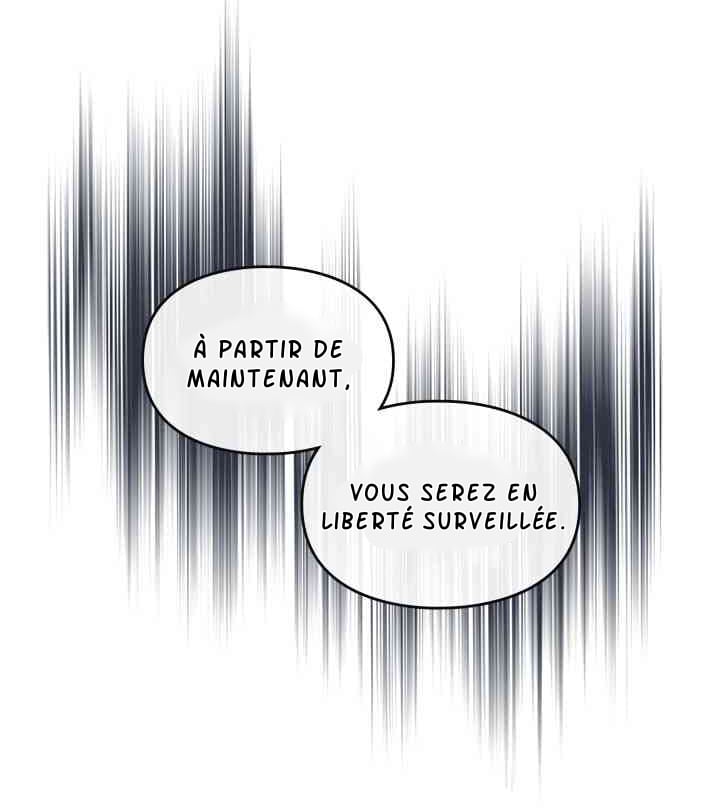 À PARTIR DE
MAINTENANT,
VOUS SEREZ EN
LIBERTÉ SURVEILLÉE.